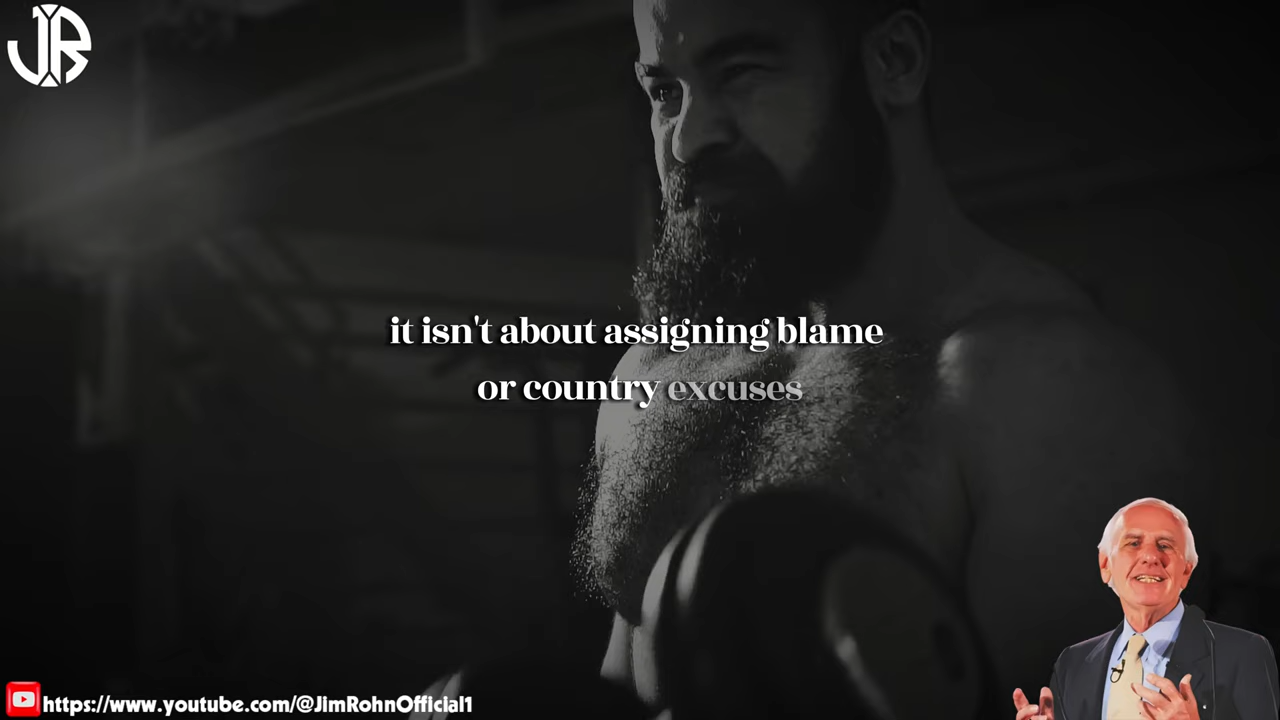 JR
it isn't about assigning blame
or country excuses
https://www.youtube.com/@JimRohnOfficial1